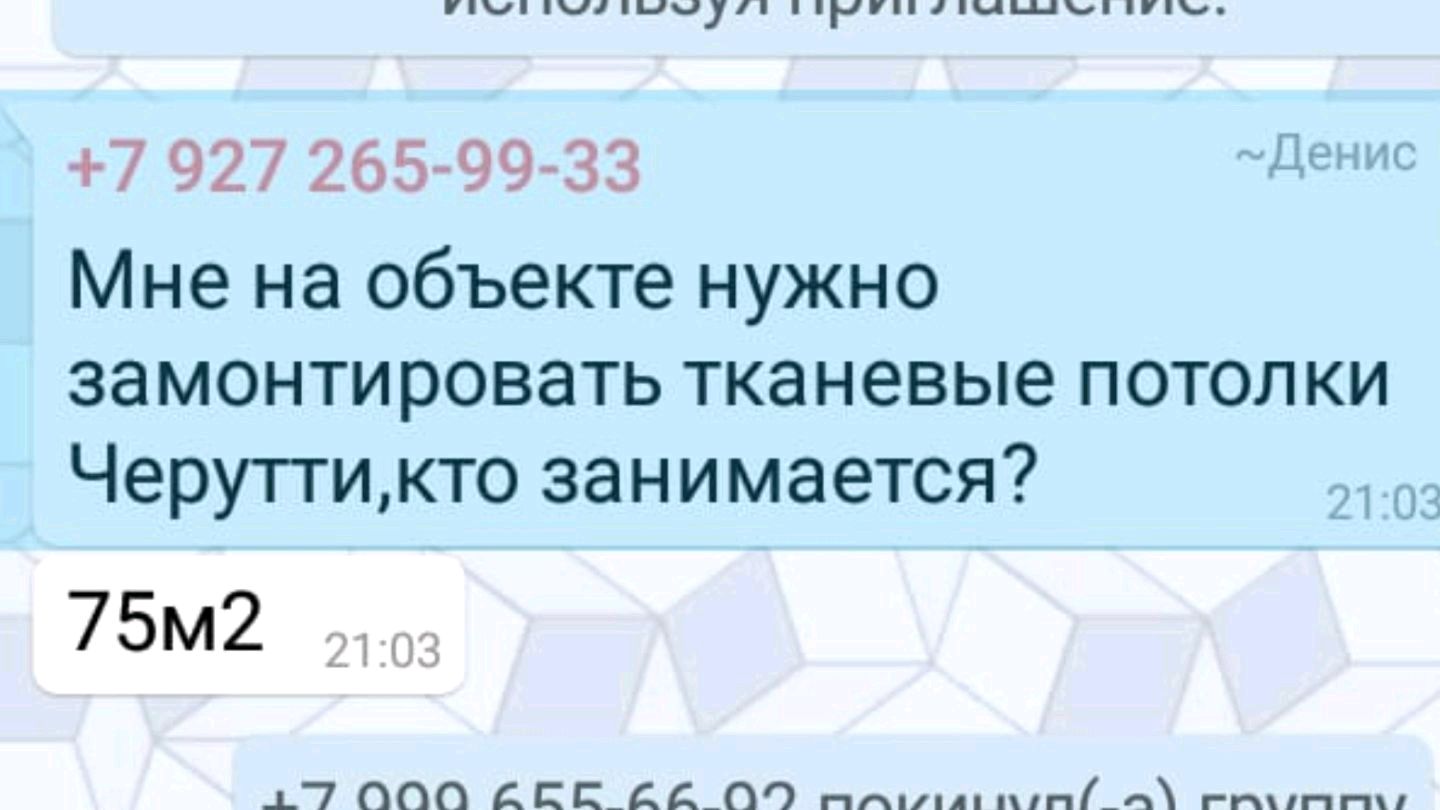 используя приглашение.
+7 927 265-99-33
~Денис
Мне на объекте нужно
замонтировать тканевые потолки
Черутти,кто занимается?
21:03
75м2
21:03
+7 999 655-66-92 покинул(-а) группу